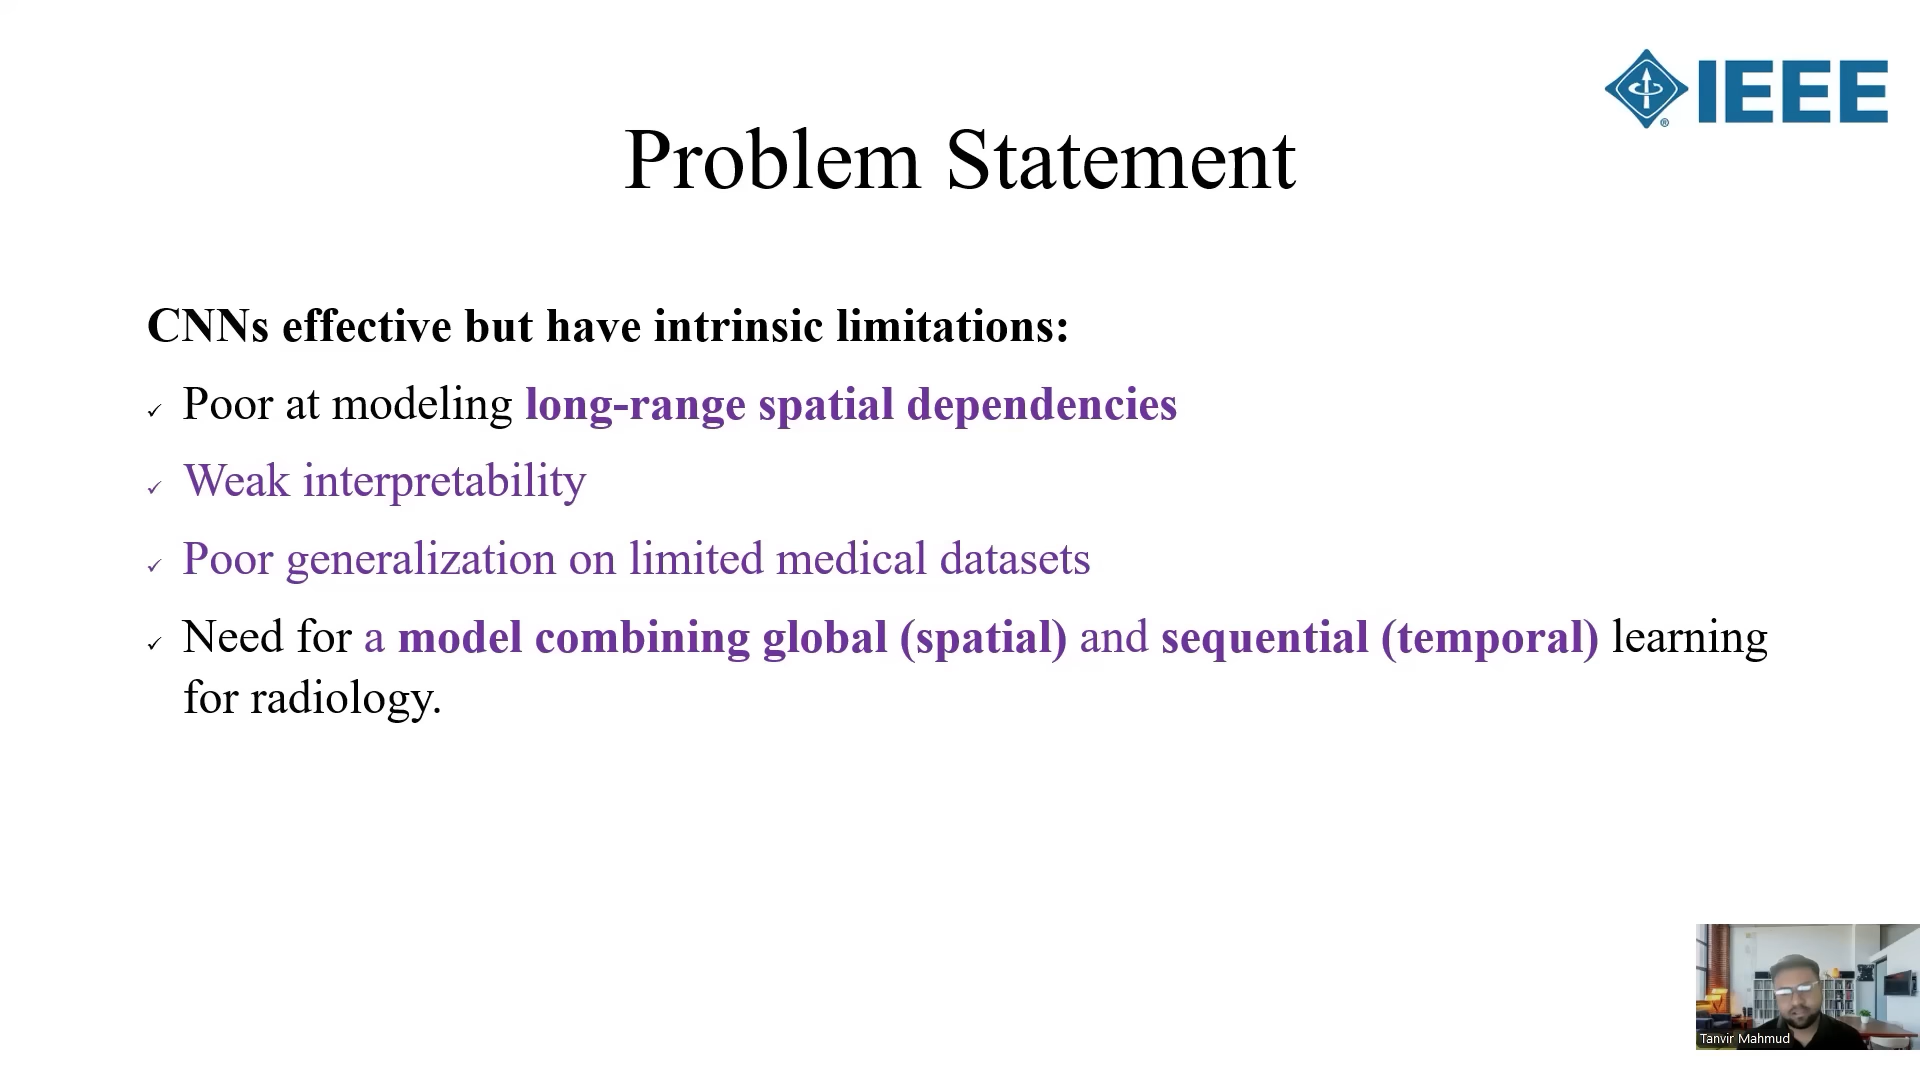 IEEE
Problem Statement
CNNs effective but have intrinsic limitations:
✓ Poor at modeling long-range spatial dependencies
✓ Weak interpretability
✓ Poor generalization on limited medical datasets
✓ Need for a model combining global (spatial) and sequential (temporal) learning
for radiology.
Tanvir Mahmud